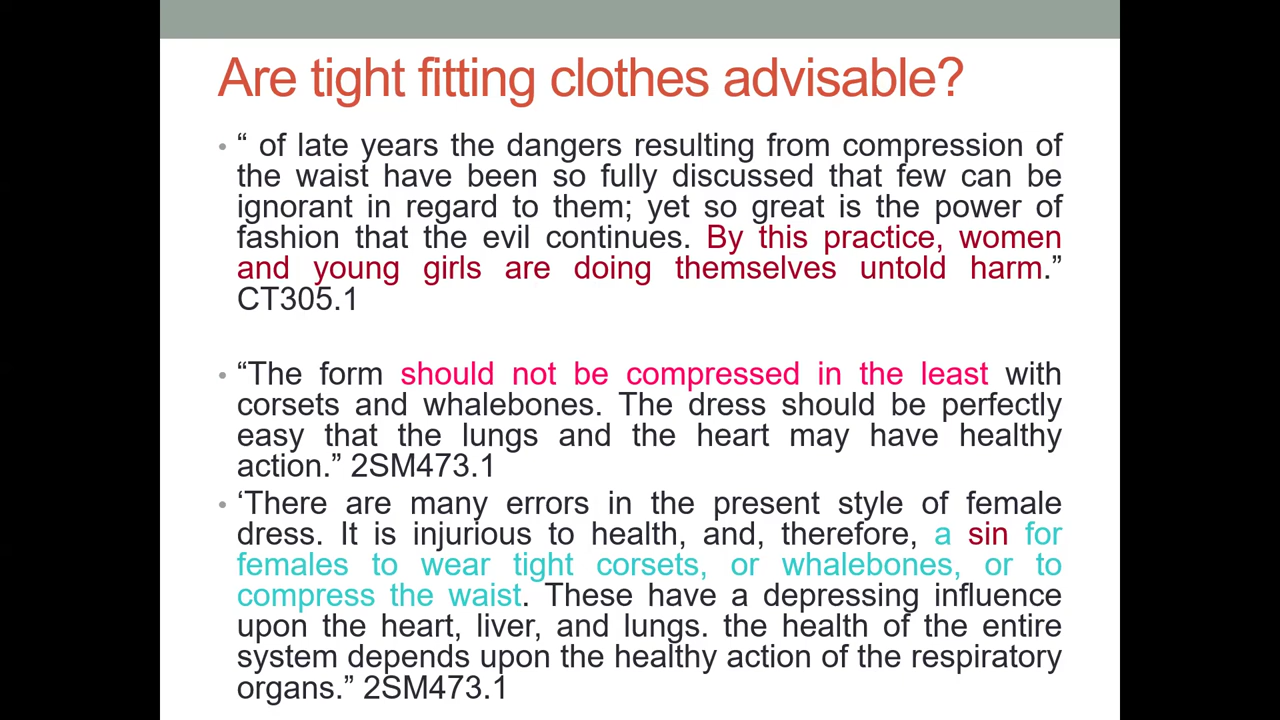 Are tight fitting clothes advisable?
• “ of late years the dangers resulting from compression of
the waist have been so fully discussed that few can be
ignorant in regard to them; yet so great is the power of
fashion that the evil continues. By this practice, women
and young girls are doing themselves untold harm.”
CT305.1
• “The form should not be compressed in the least with
corsets and whalebones. The dress should be perfectly
easy that the lungs and the heart may have healthy
action.” 2SM473.1
• ‘There are many errors in the present style of female
dress. It is injurious to health, and, therefore, a sin for
females to wear tight corsets, or whalebones, or to
compress the waist. These have a depressing influence
upon the heart, liver, and lungs. the health of the entire
system depends upon the healthy action of the respiratory
organs.” 2SM473.1